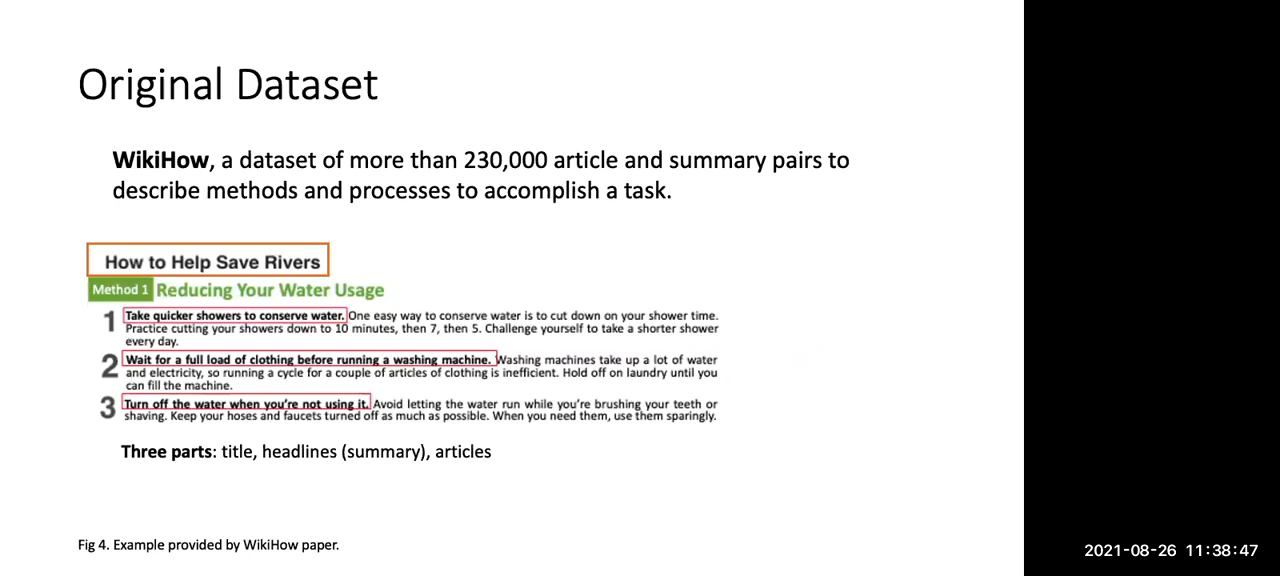 Original Dataset
WikiHow, a dataset of more than 230,000 article and summary pairs to
describe methods and processes to accomplish a task.
How to Help Save Rivers
Method 1 Reducing Your Water Usage
1 Take quicker showers to conserve water. One easy way to conserve water is to cut down on your shower time.
Practice cutting your showers down to 10 minutes, then 7, then 5. Challenge yourself to take a shorter shower
every day.
2 Wait for a full load of clothing before running a washing machine. Washing machines take up a lot of water
and electricity, so running a cycle for a couple of articles of clothing is inefficient. Hold off on laundry until you
can fill the machine.
3 Turn off the water when you're not using it. Avoid letting the water run while you're brushing your teeth or
shaving. Keep your hoses and faucets turned off as much as possible. When you need them, use them sparingly.
Three parts: title, headlines (summary), articles
Fig 4. Example provided by WikiHow paper.
2021-08-26 11:38:47